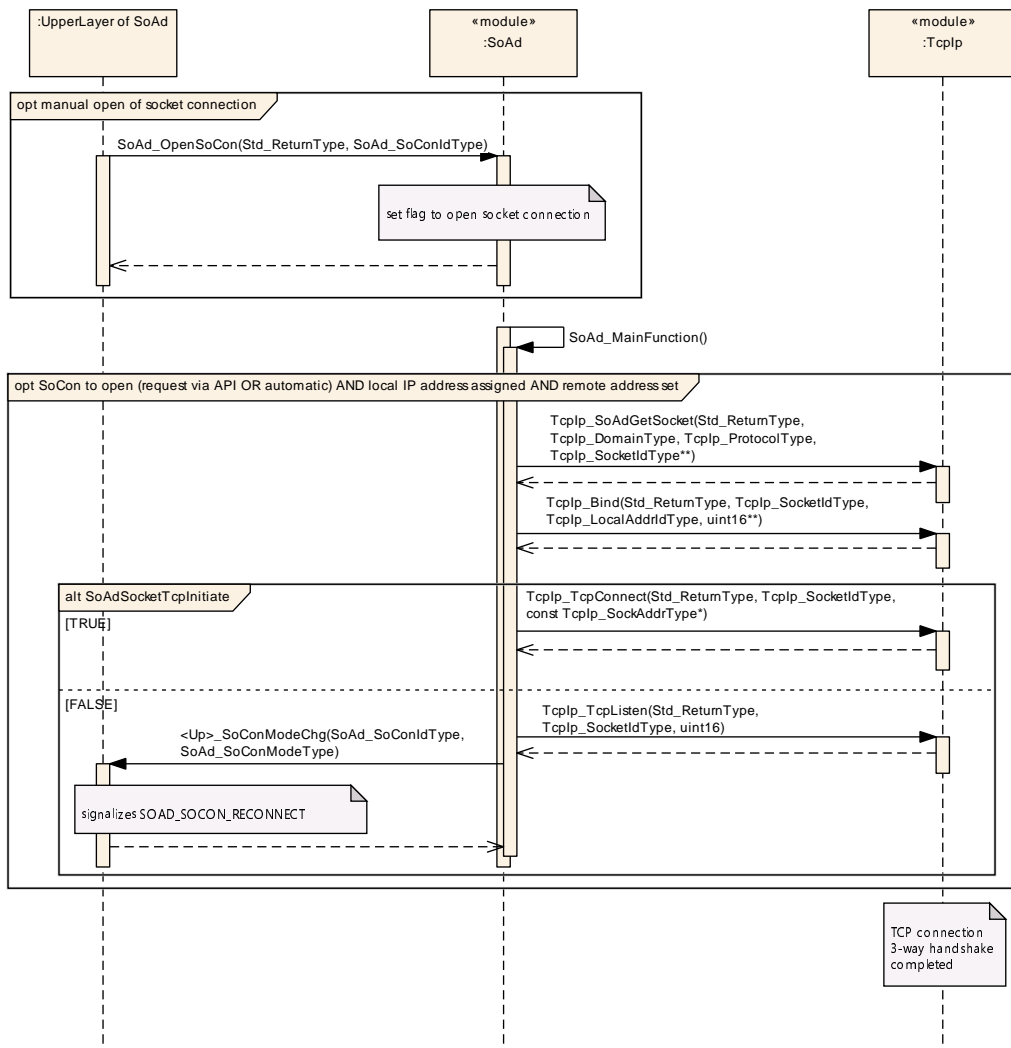 :UpperLayer of SoAd
«module»
:SoAd
«module»
:TcpIp
opt manual open of socket connection
SoAd_OpenSoCon(Std_ReturnType, SoAd_SoConIdType)
set flag to open socket connection
SoAd_MainFunction()
opt SoCon to open (request via API OR automatic) AND local IP address assigned AND remote address set
TcpIp_SoAdGetSocket(Std_ReturnType,
TcpIp_DomainType, TcpIp_ProtocolType,
TcpIp_SocketIdType**)
TcpIp_Bind(Std_ReturnType, TcpIp_SocketIdType,
TcpIp_LocalAddrIdType, uint16**)
alt SoAdSocketTcpInitiate
[TRUE]
TcpIp_TcpConnect(Std_ReturnType, TcpIp_SocketIdType,
const TcpIp_SockAddrType*)
[FALSE]
TcpIp_TcpListen(Std_ReturnType,
TcpIp_SocketIdType, uint16)
<Up>_SoConModeChg(SoAd_SoConIdType,
SoAd_SoConModeType)
signalizes SOAD_SOCON_RECONNECT
TCP connection
3-way handshake
completed